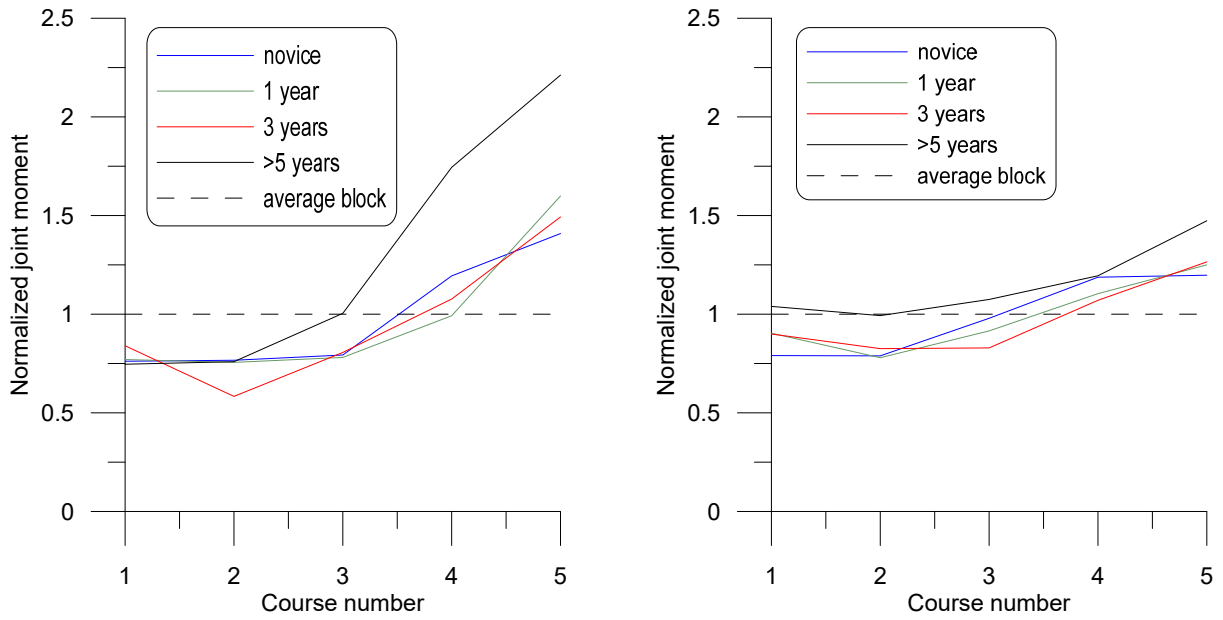 2.5
2
1.5
1
0.5
0
Normalized joint moment
novice
1 year
3 years
>5 years
average block
1 2 3 4 5
Course number
2.5
2
1.5
1
0.5
0
Normalized joint moment
novice
1 year
3 years
>5 years
average block
1 2 3 4 5
Course number